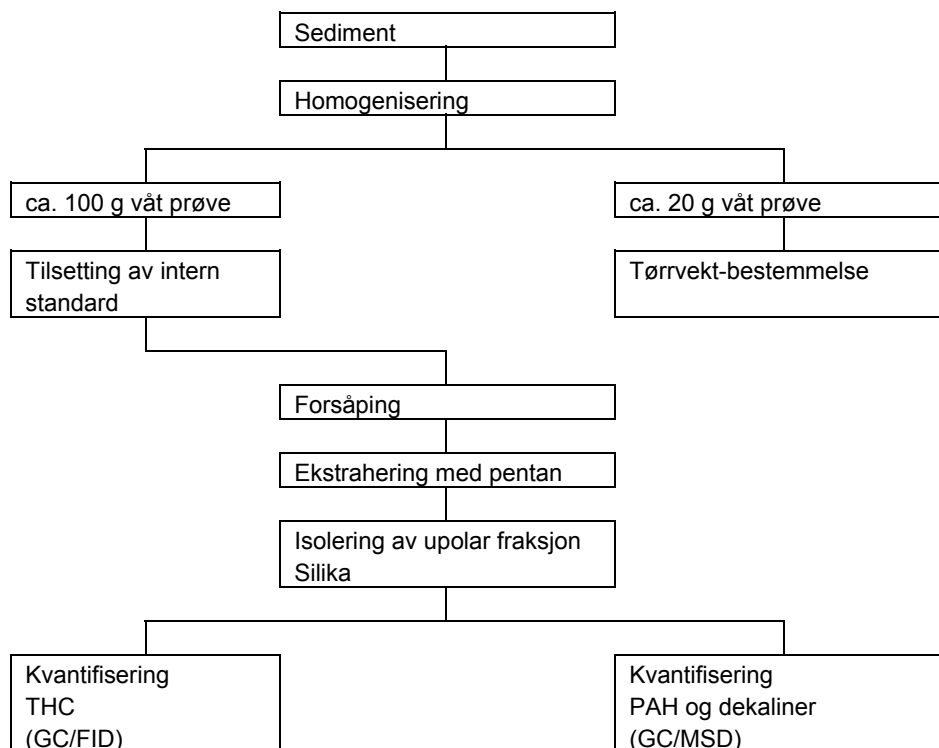 Sediment
Homogenisering
ca. 100 g våt prøve
ca. 20 g våt prøve
Tilsetting av intern
standard
Tørrvekt-bestemmelse
Forsåping
Ekstrahering med pentan
Isolering av upolar fraksjon
Silika
Kvantifisering
THC
(GC/FID)
Kvantifisering
PAH og dekaliner
(GC/MSD)